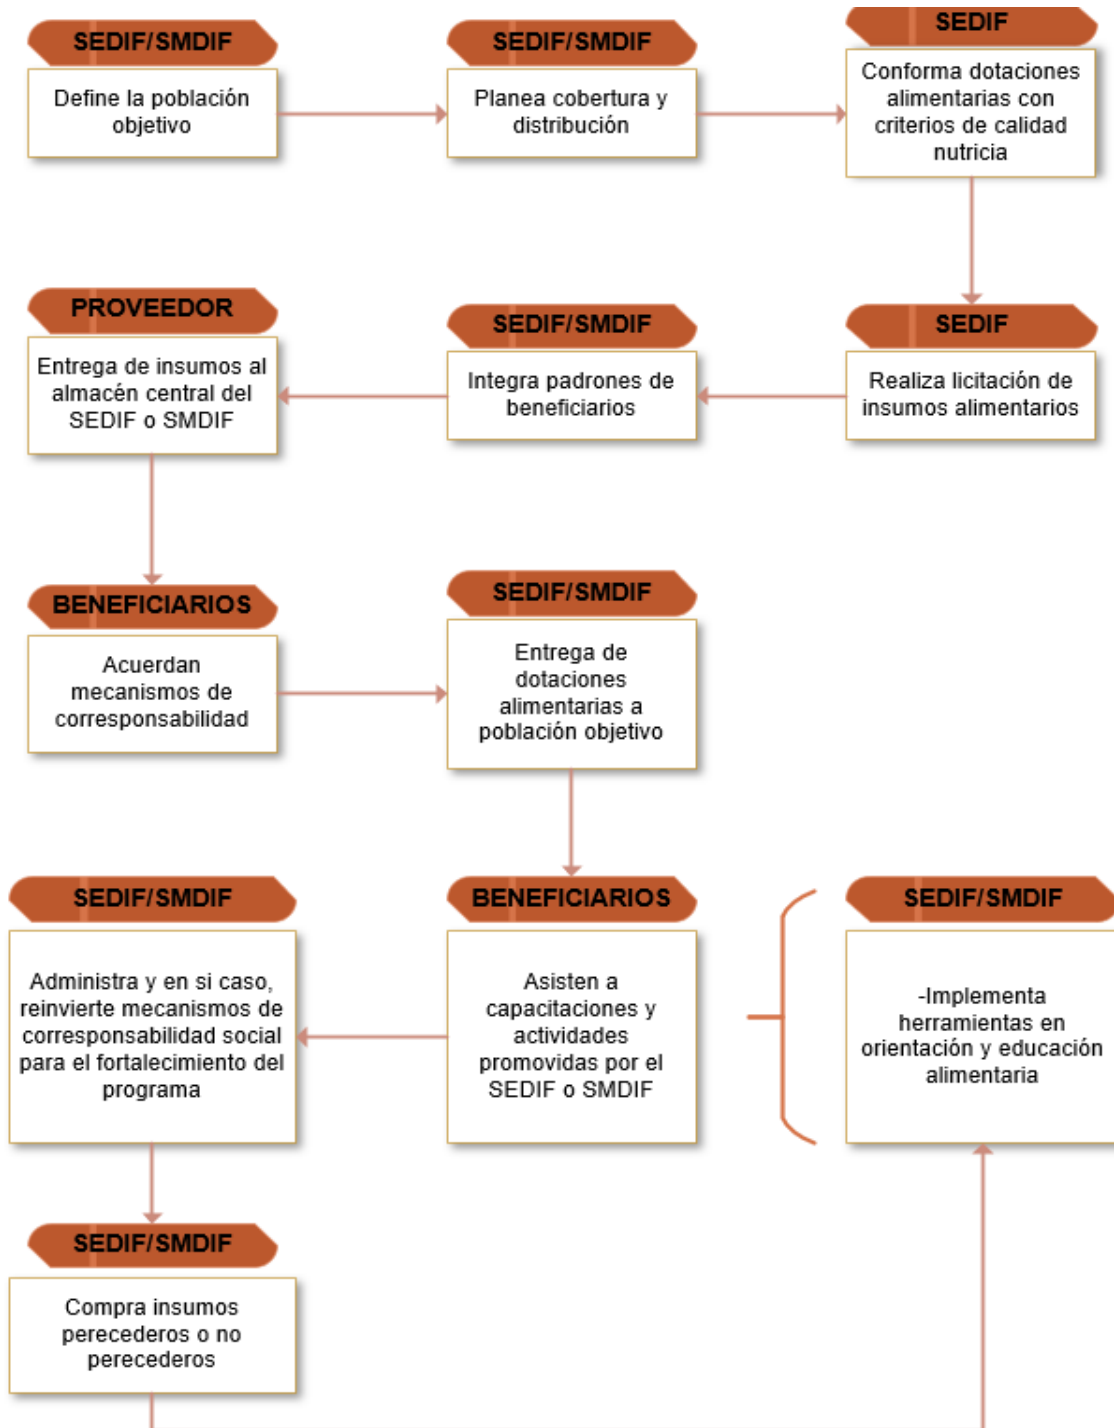 SEDIF/SMDIF
Define la población
objetivo
SEDIF/SMDIF
Planea cobertura y
distribución
SEDIF
Conforma dotaciones
alimentarias con
criterios de calidad
nutricia
PROVEEDOR
Entrega de insumos al
almacén central del
SEDIF o SMDIF
SEDIF/SMDIF
Integra padrones de
beneficiarios
SEDIF
Realiza licitación de
insumos alimentarios
BENEFICIARIOS
Acuerdan
mecanismos de
corresponsabilidad
SEDIF/SMDIF
Entrega de
dotaciones
alimentarias a
población objetivo
SEDIF/SMDIF
Administra y en si caso,
reinvierte mecanismos de
corresponsabilidad social
para el fortalecimiento del
programa
BENEFICIARIOS
Asisten a
capacitaciones y
actividades
promovidas por el
SEDIF o SMDIF
SEDIF/SMDIF
-Implementa
herramientas en
orientación y educación
alimentaria
SEDIF/SMDIF
Compra insumos
perecederos o no
perecederos